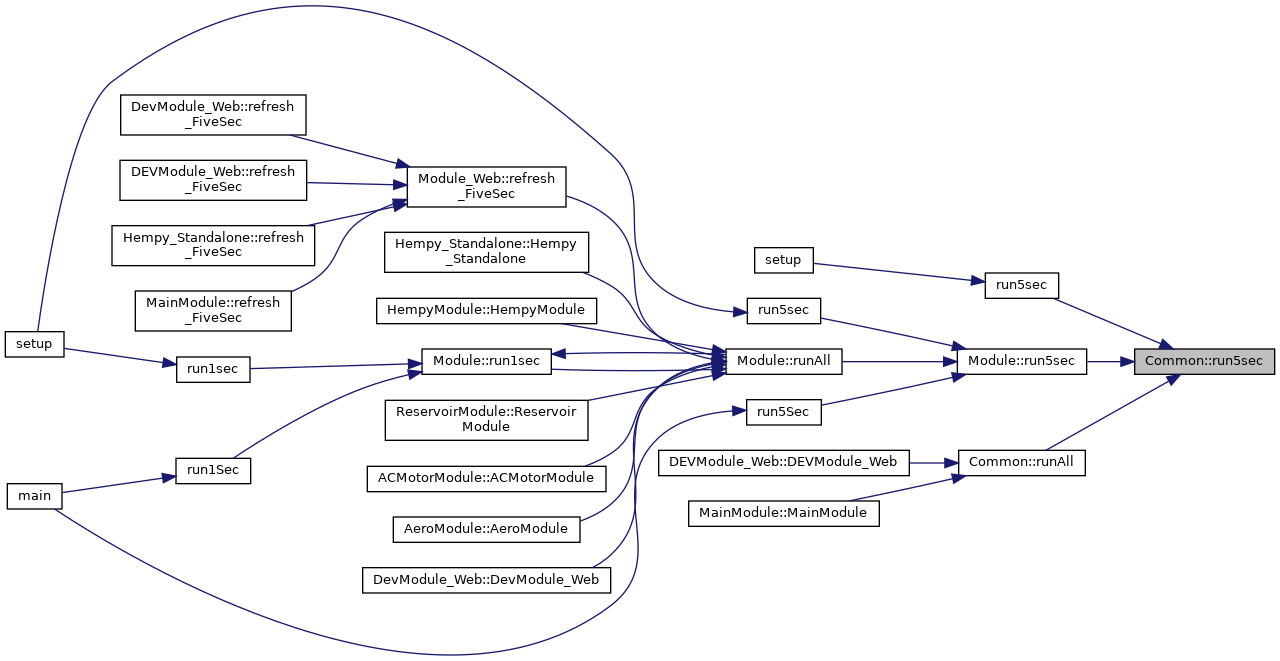 DevModule_Web::refresh
_FiveSec
DEVModule_Web::refresh
_FiveSec
Module_Web::refresh
_FiveSec
Hempy_Standalone::refresh
_FiveSec
Hempy_Standalone::Hempy
_Standalone
setup
run5sec
MainModule::refresh
_FiveSec
HempyModule::HempyModule
run5sec
setup
run1sec
Module::run1sec
Module::runAll
Module::run5sec
Common::run5sec
ReservoirModule::Reservoir
Module
run5Sec
main
run1Sec
ACMotorModule::ACMotorModule
DEVModule_Web::DEVModule_Web
Common::runAll
AeroModule::AeroModule
MainModule::MainModule
DevModule_Web::DevModule_Web